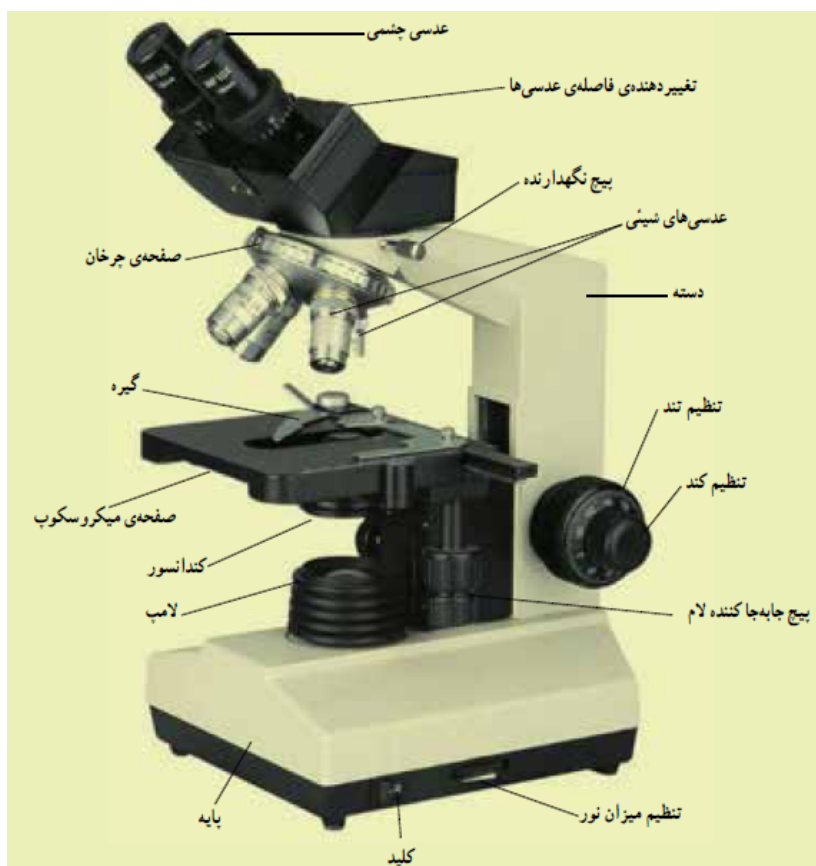 عدسی چشمی
تغییردهنده‌ی فاصله‌ی عدسی‌ها
پیچ نگهدارنده
عدسی‌های شیئی
صفحه‌ی چرخان
دسته
گیره
تنظیم تند
تنظیم کند
صفحه‌ی میکروسکوپ
کندانسور
لامپ
پیچ جابه‌جا کننده لام
پایه
تنظیم میزان نور
کلید